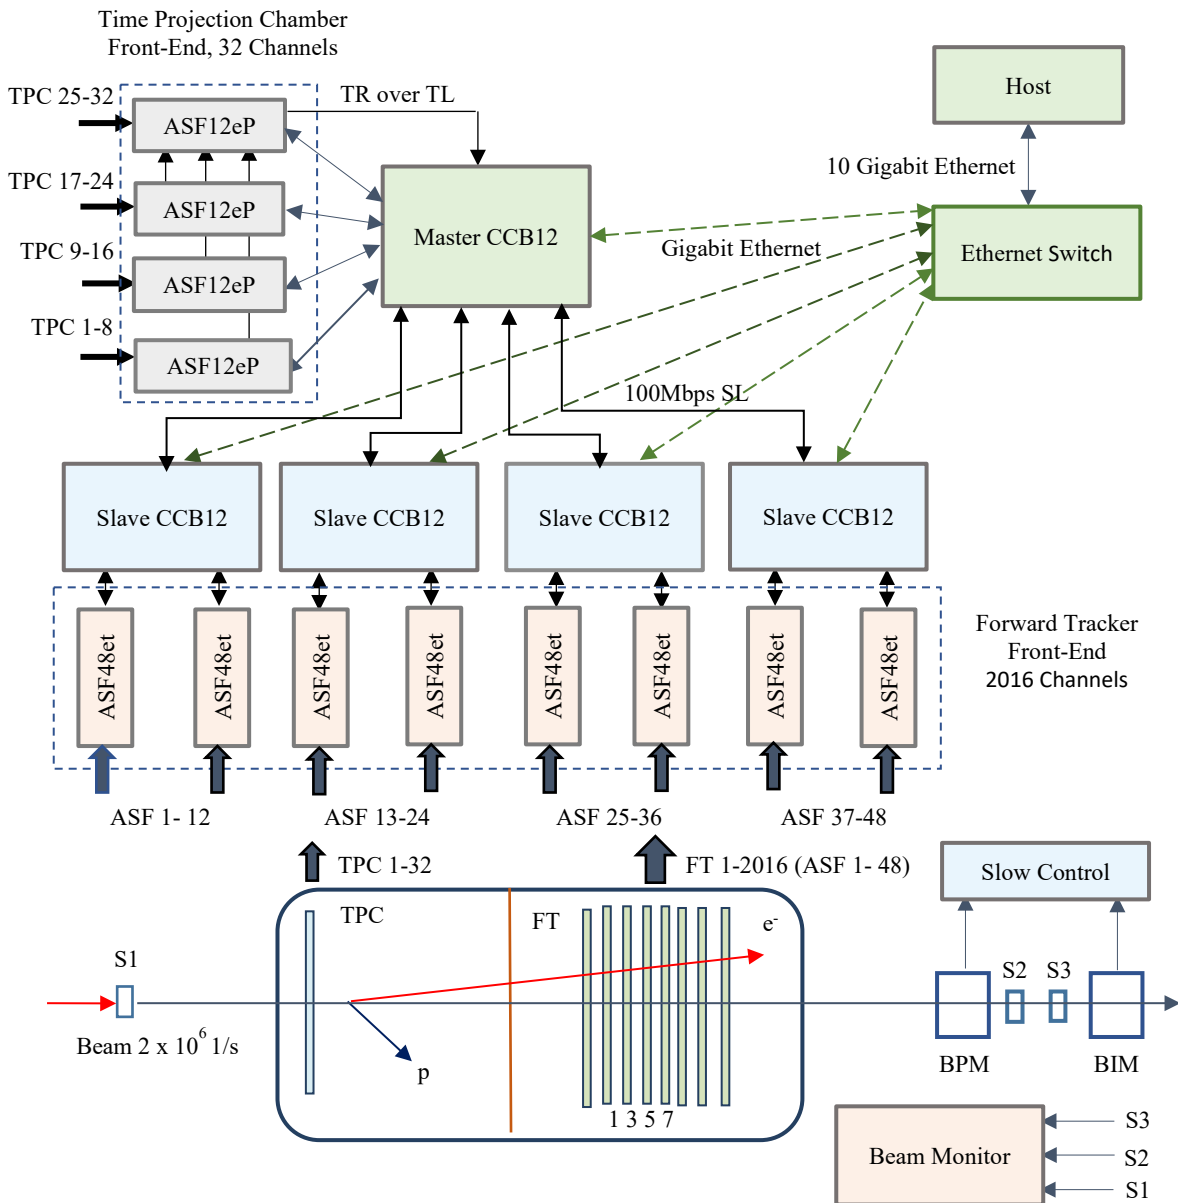 Time Projection Chamber
Front-End, 32 Channels
TPC 25-32
ASF12eP
TR over TL
Host
TPC 17-24
ASF12eP
10 Gigabit Ethernet
TPC 9-16
ASF12eP
Master CCB12
Gigabit Ethernet
Ethernet Switch
TPC 1-8
ASF12eP
100Mbps SL
Slave CCB12
Slave CCB12
Slave CCB12
Slave CCB12
ASF48et
ASF48et
ASF48et
ASF48et
ASF48et
ASF48et
ASF48et
ASF48et
Forward Tracker
Front-End
2016 Channels
ASF 1- 12
ASF 13-24
ASF 25-36
ASF 37-48
TPC 1-32
FT 1-2016 (ASF 1- 48)
Slow Control
TPC
FT
e-
S1
S2
S3
Beam 2 x 10^6 1/s
p
BPM
BIM
1 3 5 7
Beam Monitor
S3
S2
S1